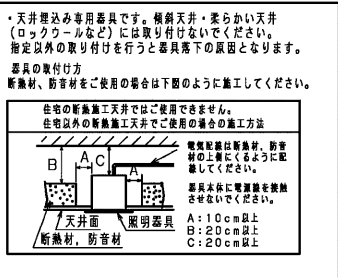 ・天井埋込み専用器具です。傾斜天井・柔らかい天井
（ロックウールなど）には取り付けないでください。
指定以外の取り付けを行うと器具落下の原因となります。
器具の取付け方
断熱材、防音材をご使用の場合は下図のように施工してください。
住宅の断熱施工天井ではご使用できません。
住宅以外の断熱施工天井でご使用の場合の施工方法
電気配線は断熱材，防音
材の上側にくるように配
線してください。
器具本体に電源線を接触
させないでください。
A
C
A
B
天井面
照明器具
断熱材，防音材
A：10cm以上
B：20cm以上
C：20cm以上